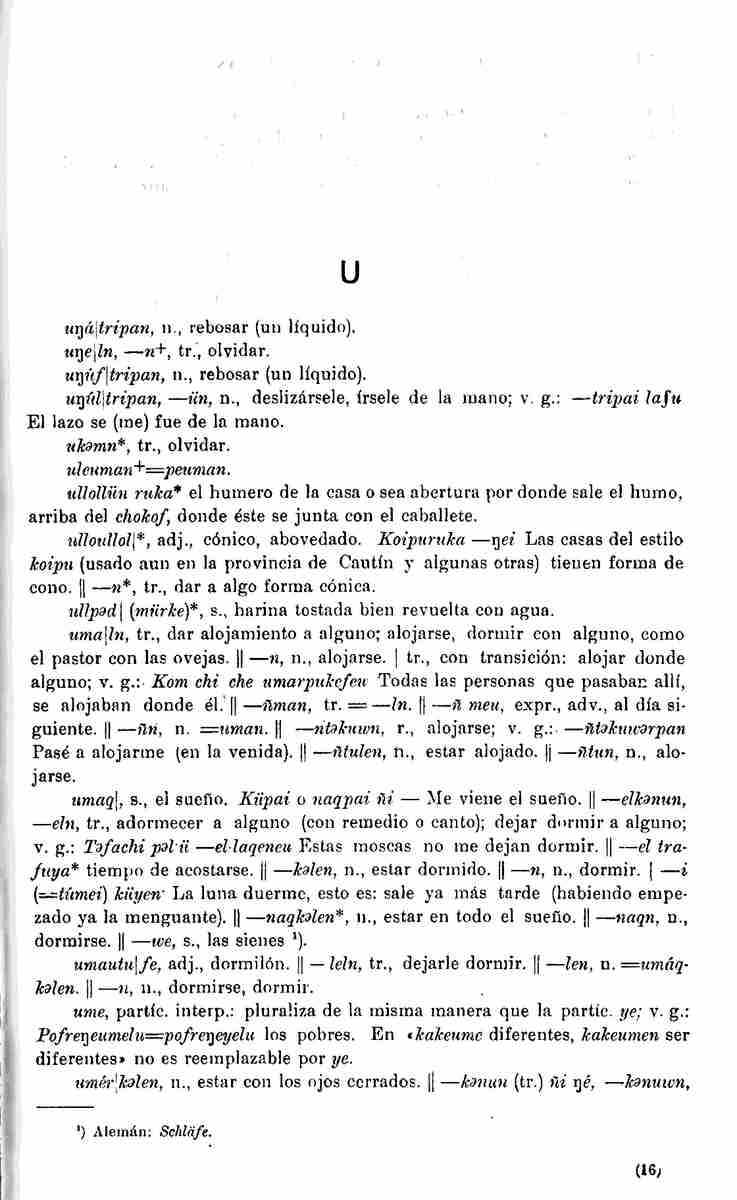 U
uŋá|tripan, n., rebosar (un líquido).
uŋe|ln, —n+, tr., olvidar.
uŋúf|tripan, n., rebosar (un líquido).
uŋúl|tripan, —ün, n., deslizársele, írsele de la mano; v. g.: —tripai lafu
El lazo se (me) fue de la mano.
ukəmn*, tr., olvidar.
uleuman+=peuman.
ullollün ruka* el humero de la casa o sea abertura por donde sale el humo,
arriba del chokof, donde éste se junta con el caballete.
ulloullol|*, adj., cónico, abovedado. Koipuruka —ŋei Las casas del estilo
koipu (usado aun en la provincia de Cautín y algunas otras) tienen forma de
cono. || —n*, tr., dar a algo forma cónica.
ullpəd| (mürke)*, s., harina tostada bien revuelta con agua.
uma|ln, tr., dar alojamiento a alguno; alojarse, dormir con alguno, como
el pastor con las ovejas. || —n, n., alojarse. | tr., con transición: alojar donde
alguno; v. g.: Kom chi che umarpukefeu Todas las personas que pasaban allí,
se alojaban donde él. || —ñman, tr. = —ln. || —ñ meu, expr., adv., al día si-
guiente. || —ñn, n. =uman. || —ntəkuwn, r., alojarse; v. g.: —ñtəkuwərpan
Pasé a alojarme (en la venida). || —ñtulen, n., estar alojado. || —ñtun, n., alo-
jarse.
umaq|, s., el sueño. Küpai o naqpai ñi — Me viene el sueño. || —elkənun,
—eln, tr., adormecer a alguno (con remedio o canto); dejar dormir a alguno;
v. g.: Təfachi pəl·ü —el·laqeneu Estas moscas no me dejan dormir. || —el tra-
fuya* tiempo de acostarse. || —kəlen, n., estar dormido. || —n, n., dormir. | —i
(=túmei) küyen· La luna duerme, esto es: sale ya más tarde (habiendo empe-
zado ya la menguante). || —naqkəlen*, n., estar en todo el sueño. || —naqn, n.,
dormirse. || —we, s., las sienes ¹).
umautu|fe, adj., dormilón. || —leln, tr., dejarle dormir. || —len, n. =umáq-
kəlen. || —n, n., dormirse, dormir.
ume, partíc. interp.: pluraliza de la misma manera que la partíc. ye; v. g.:
Pofreŋeumelu=pofreŋeyelu los pobres. En «kakeume diferentes, kakeumen ser
diferentes» no es reemplazable por ye.
umér|kəlen, n., estar con los ojos cerrados. || —kənun (tr.) ñi ŋé, —kənuwn,
¹) Alemán: Schläfe.
(16)